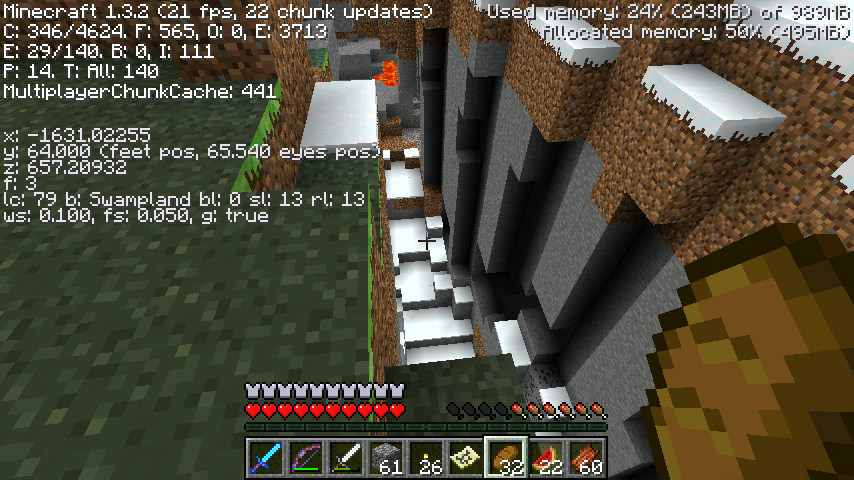 Minecraft 1.3.2 (21 fps, 22 chunk updates)
Used memory: 24% (243MB) of 989MB
C: 346/4624, F: 565, O: 0, E: 3713
Allocated memory: 50% (495MB)
E: 29/140. B: 0, I: 111
P: 14. T: All: 140
MultiplayerChunkCache: 441
x: -1631.02255
y: 64.000 (feet pos, 65.540 eyes pos)
z: 657.20932
f: 3
lc: 79 b: Swampland bl: 0 sl: 13 rl: 13
ws: 0.100, fs: 0.050, g: true
61
26
32
22
60